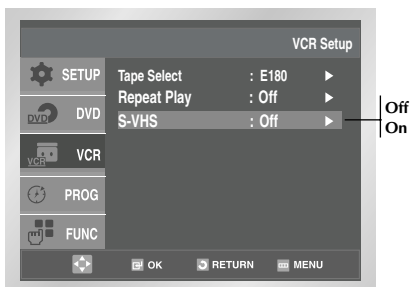 VCR Setup
SETUP
DVD DVD
VCR VCR
PROG
FUNC
Tape Select : E180 ►
Repeat Play : Off ►
S-VHS : Off ►
Off
On
OK RETURN MENU